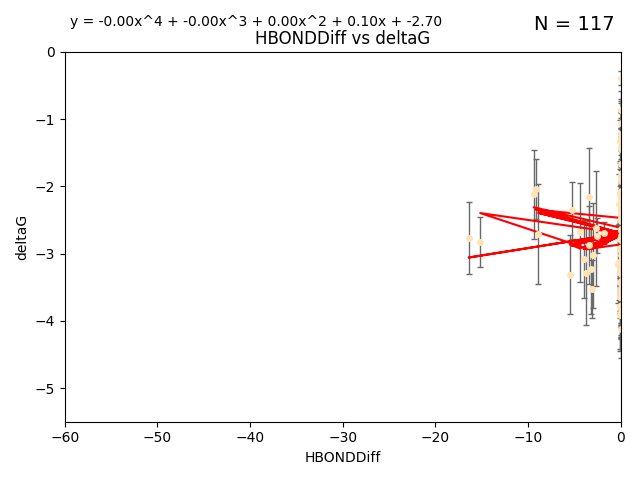 y = -0.00x^4 + -0.00x^3 + 0.00x^2 + 0.10x + -2.70
N = 117
HBONDDiff vs deltaG
0
−1
−2
−3
−4
−5
deltaG
−60
−50
−40
−30
−20
−10
0
HBONDDiff